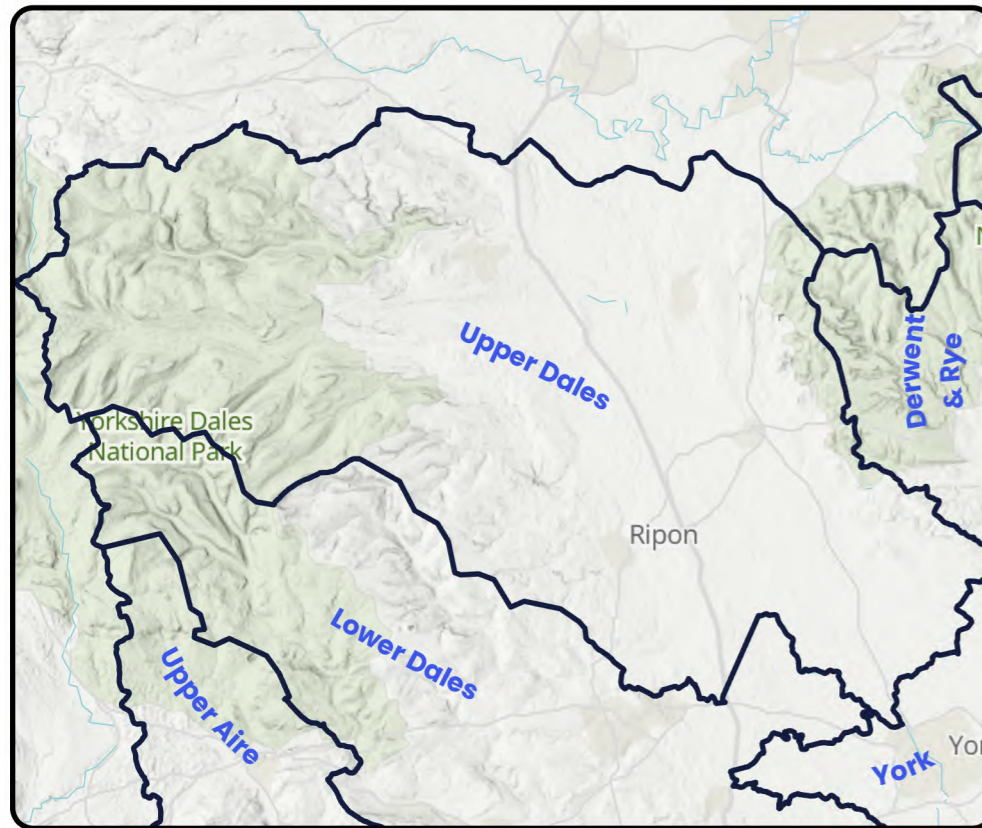 Upper Dales
Derwent
& Rye
Yorkshire Dales
National Park
Ripon
Lower Dales
Upper Aire
York